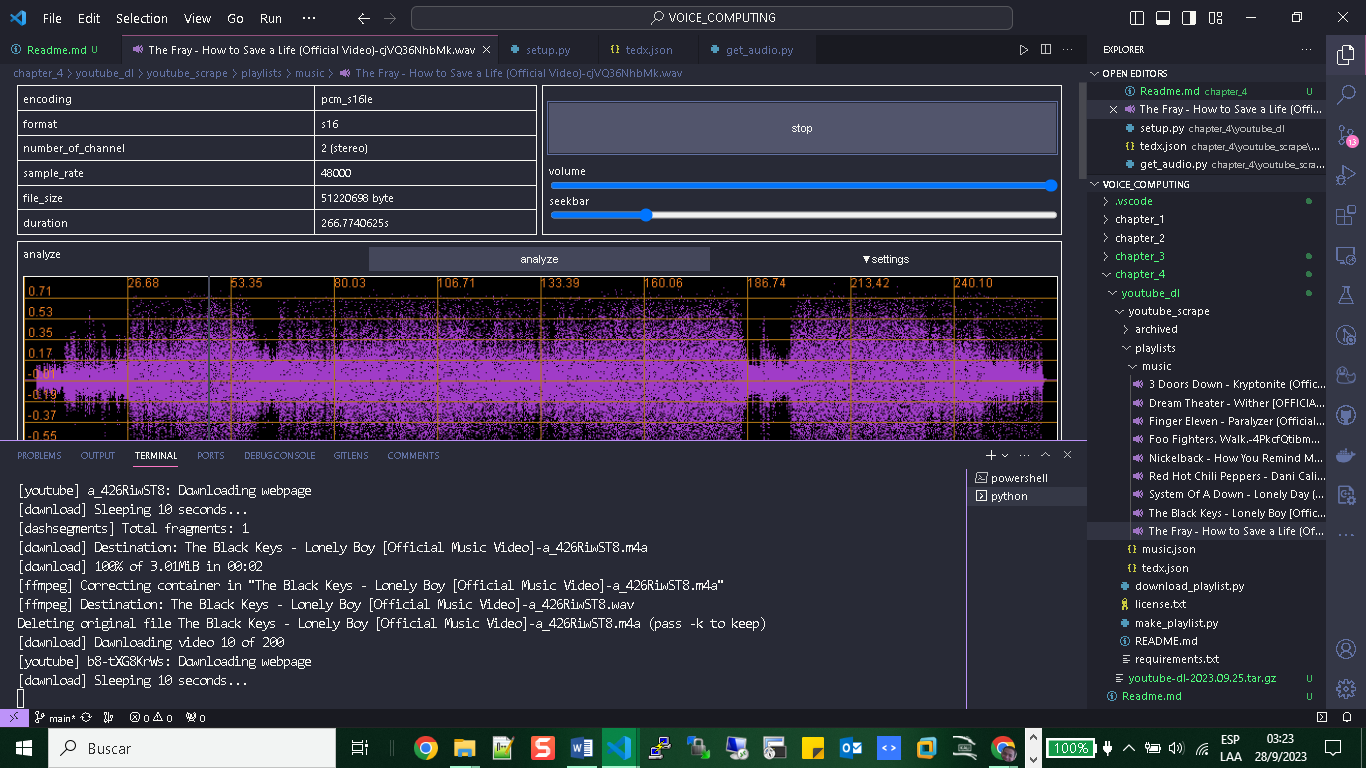 File Edit Selection View Go Run ··· VOICE_COMPUTING
Readme.md U The Fray - How to Save a Life (Official Video)-cjVQ36NhbMk.wav setup.py tedx.json get_audio.py
chapter_4 > youtube_dl > youtube_scrape > playlists > music > The Fray - How to Save a Life (Official Video)-cjVQ36NhbMk.wav
encoding pcm_s16le
format s16
number_of_channel 2 (stereo)
sample_rate 48000
file_size 51220698 byte
duration 266.7740625s
stop
volume
seekbar
analyze analyze ▼settings
26.68 53.35 80.03 106.71 133.39 160.06 186.74 213.42 240.10
0.71
0.53
0.35
0.17
-0.01
-0.19
-0.37
-0.55
PROBLEMS OUTPUT TERMINAL PORTS DEBUG CONSOLE GITLENS COMMENTS
[youtube] a_426RiwST8: Downloading webpage
[download] Sleeping 10 seconds...
[dashsegments] Total fragments: 1
[download] Destination: The Black Keys - Lonely Boy [Official Music Video]-a_426RiwST8.m4a
[download] 100% of 3.01MiB in 00:02
[ffmpeg] Correcting container in "The Black Keys - Lonely Boy [Official Music Video]-a_426RiwST8.m4a"
[ffmpeg] Destination: The Black Keys - Lonely Boy [Official Music Video]-a_426RiwST8.wav
Deleting original file The Black Keys - Lonely Boy [Official Music Video]-a_426RiwST8.m4a (pass -k to keep)
[download] Downloading video 10 of 200
[youtube] b8-tXG8KrWs: Downloading webpage
[download] Sleeping 10 seconds...
powershell
python
EXPLORER
OPEN EDITORS
Readme.md chapter_4 U
The Fray - How to Save a Life (Offi...
setup.py chapter_4\youtube_dl
tedx.json chapter_4\youtube_scrape\...
get_audio.py chapter_4\youtube_scra...
VOICE_COMPUTING
.vscode
chapter_1
chapter_2
chapter_3
chapter_4
youtube_dl
youtube_scrape
archived
playlists
music
3 Doors Down - Kryptonite (Offic...
Dream Theater - Wither [OFFICIA...
Finger Eleven - Paralyzer (Official...
Foo Fighters. Walk.-4PkcfQtibm...
Nickelback - How You Remind M...
Red Hot Chili Peppers - Dani Cali...
System Of A Down - Lonely Day (...
The Black Keys - Lonely Boy [Offic...
The Fray - How to Save a Life (Of...
music.json
tedx.json
download_playlist.py
license.txt
make_playlist.py
README.md
requirements.txt
youtube-dl-2023.09.25.tar.gz U
Readme.md U
13
main* 0 0 0
Buscar
100% ESP 03:23
LAA 28/9/2023